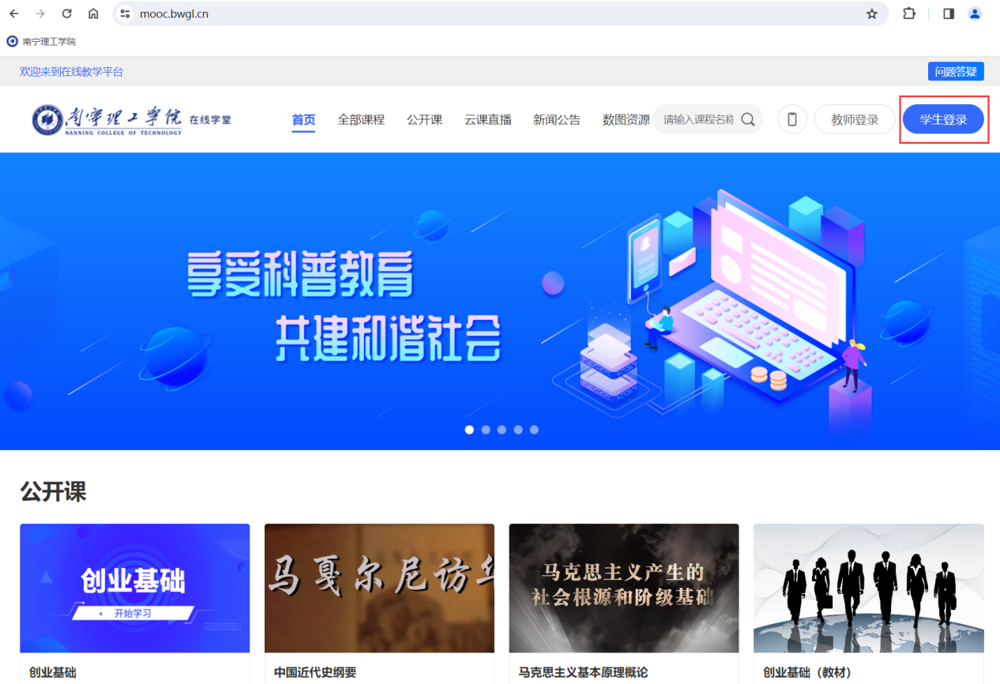 mooc.bwgl.cn
南宁理工学院
欢迎来到在线教学平台
问题答疑
南宁理工学院 在线学堂
NANNING COLLEGE OF TECHNOLOGY
首页 全部课程 公开课 云课直播 新闻公告 数图资源 请输入课程名称 教师登录 学生登录
享受科普教育
共建和谐社会
公开课
创业基础
开始学习
马戛尔尼访华
马克思主义产生的
社会根源和阶级基础
创业基础
中国近代史纲要
马克思主义基本原理概论
创业基础（教材）